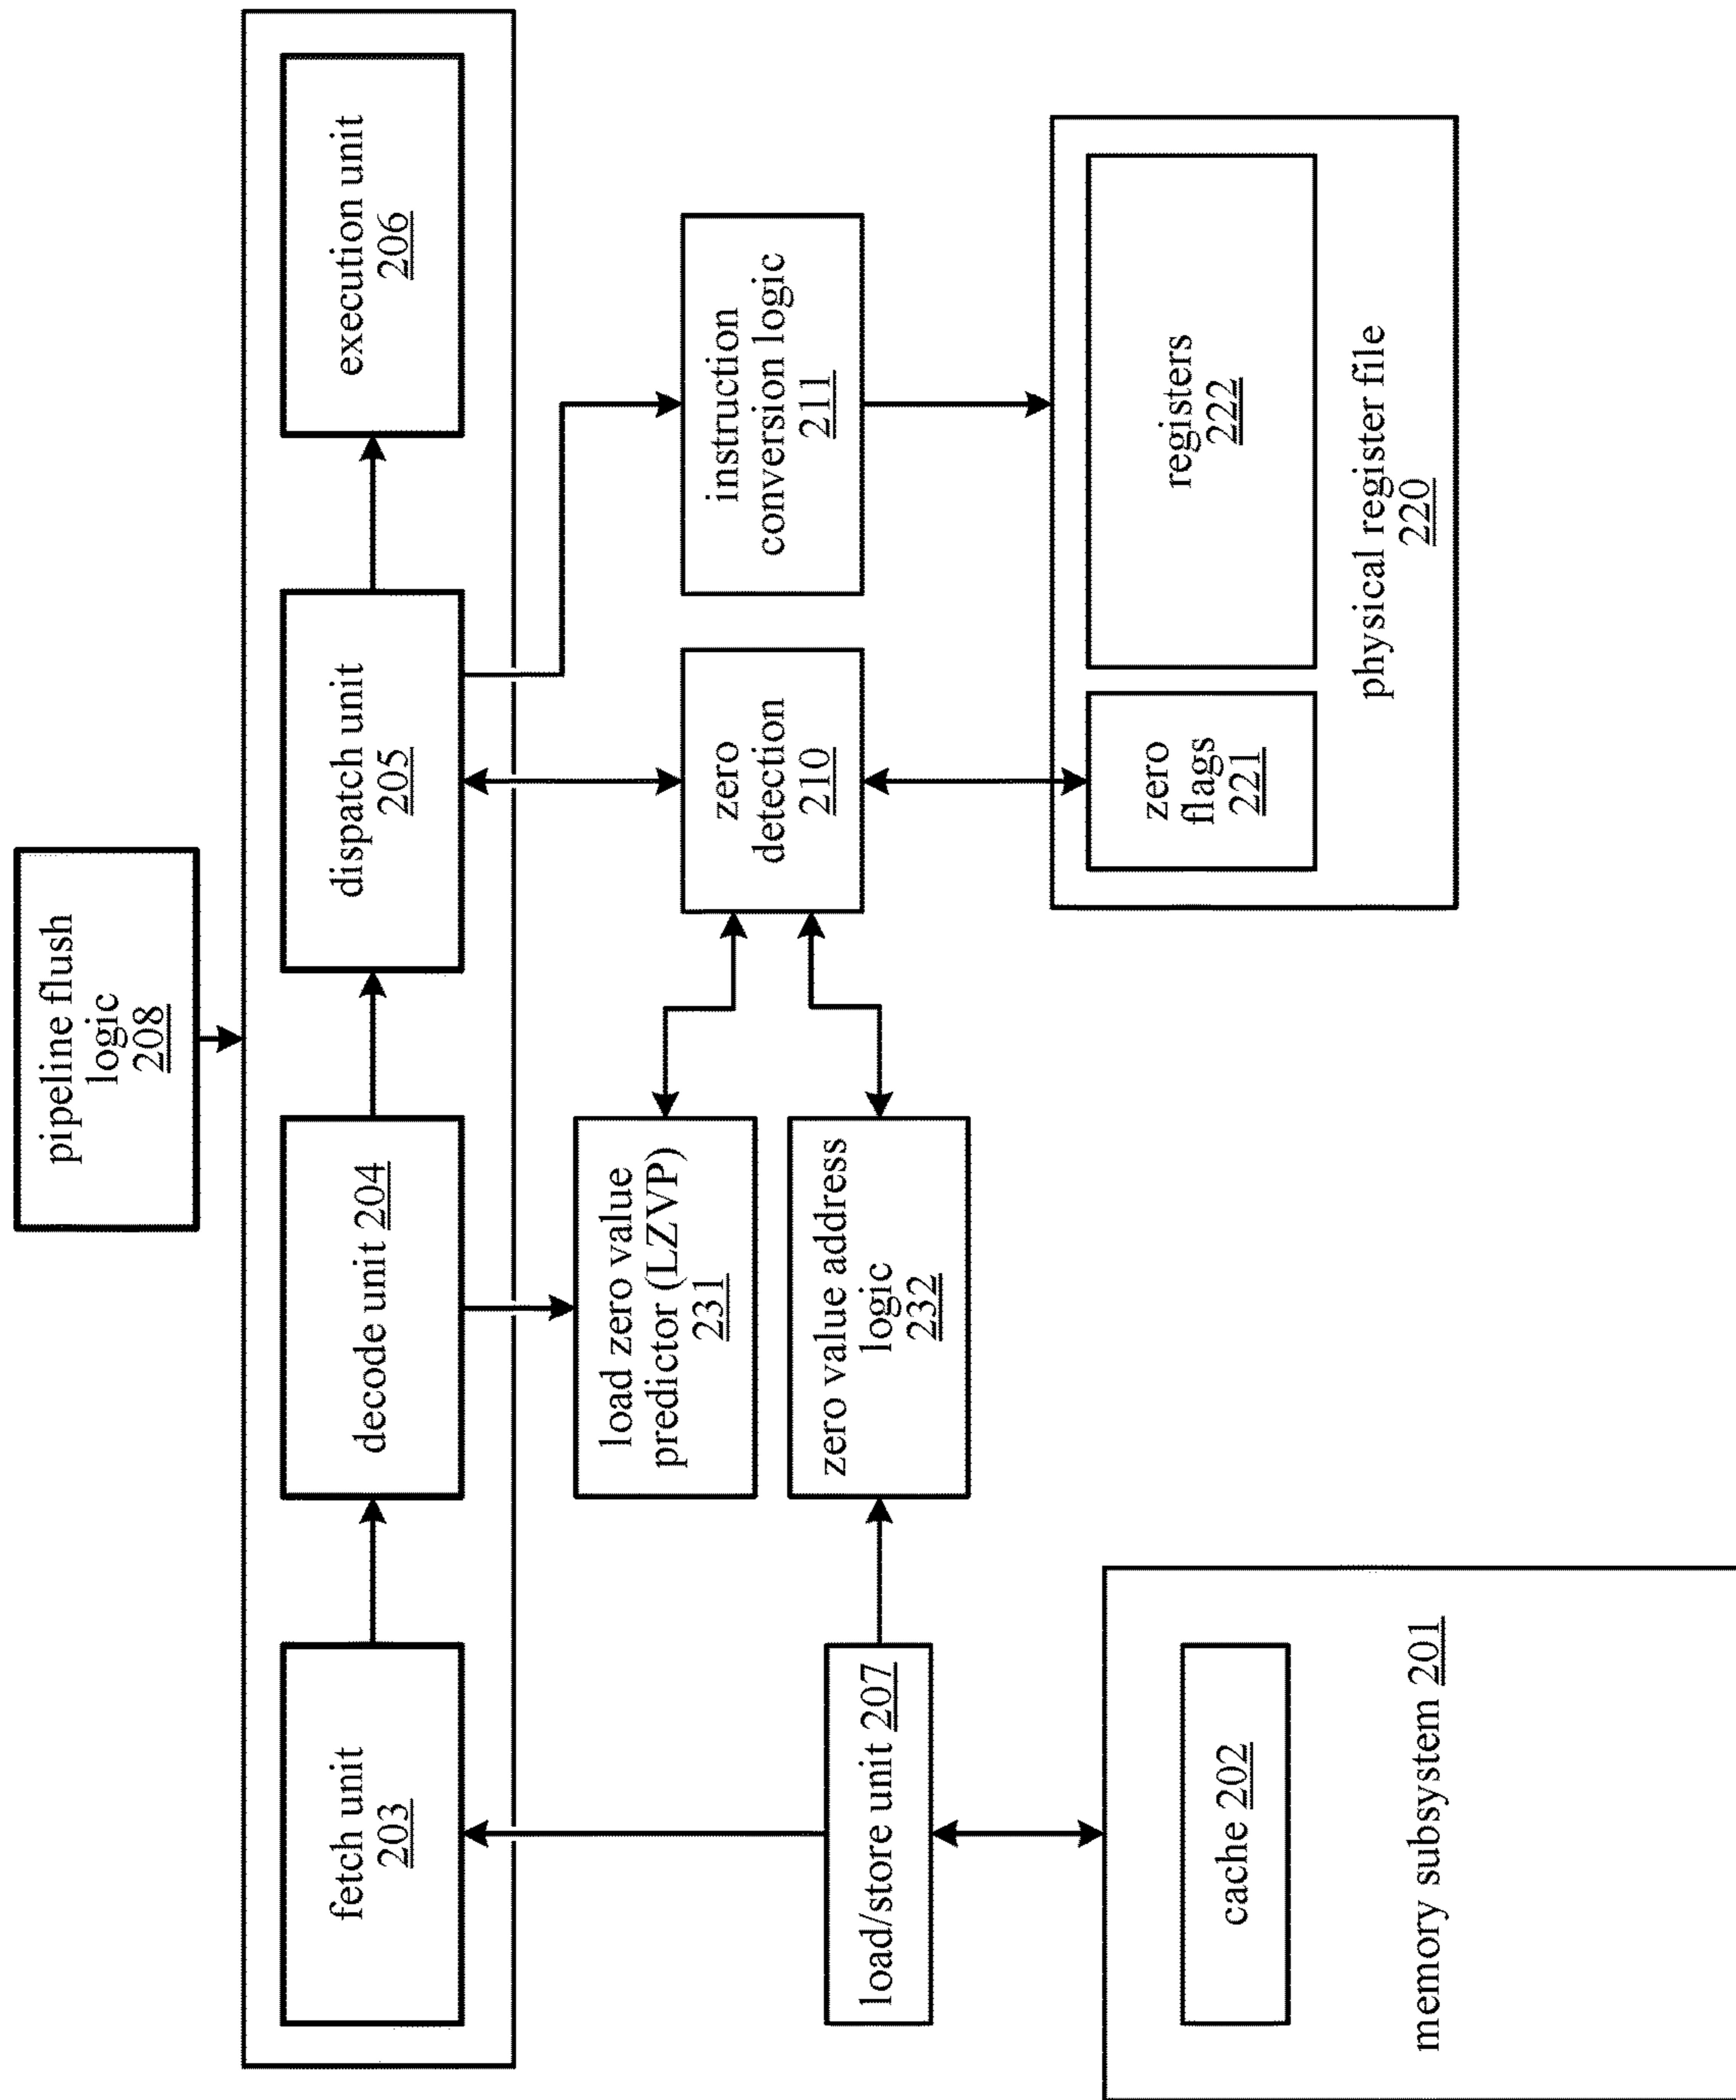 pipeline flush
logic
208
fetch unit
203
decode unit 204
dispatch unit
205
execution unit
206
load zero value
predictor (LZVP)
231
zero detection
210
instruction
conversion logic
211
load/store unit 207
zero value address
logic
232
cache 202
memory subsystem 201
zero
flags
221
registers
222
physical register file
220